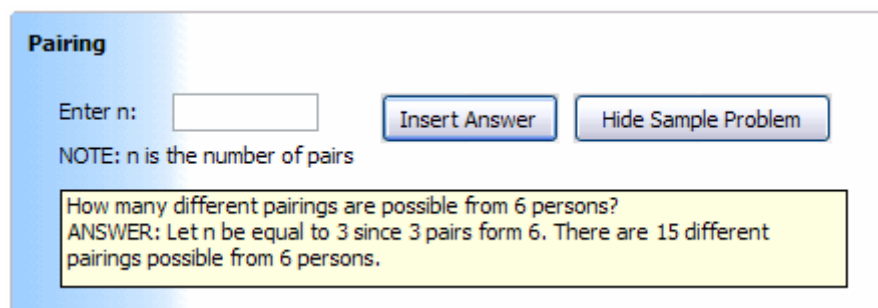 Pairing
Enter n:
Insert Answer
Hide Sample Problem
NOTE: n is the number of pairs
How many different pairings are possible from 6 persons?
ANSWER: Let n be equal to 3 since 3 pairs form 6. There are 15 different
pairings possible from 6 persons.